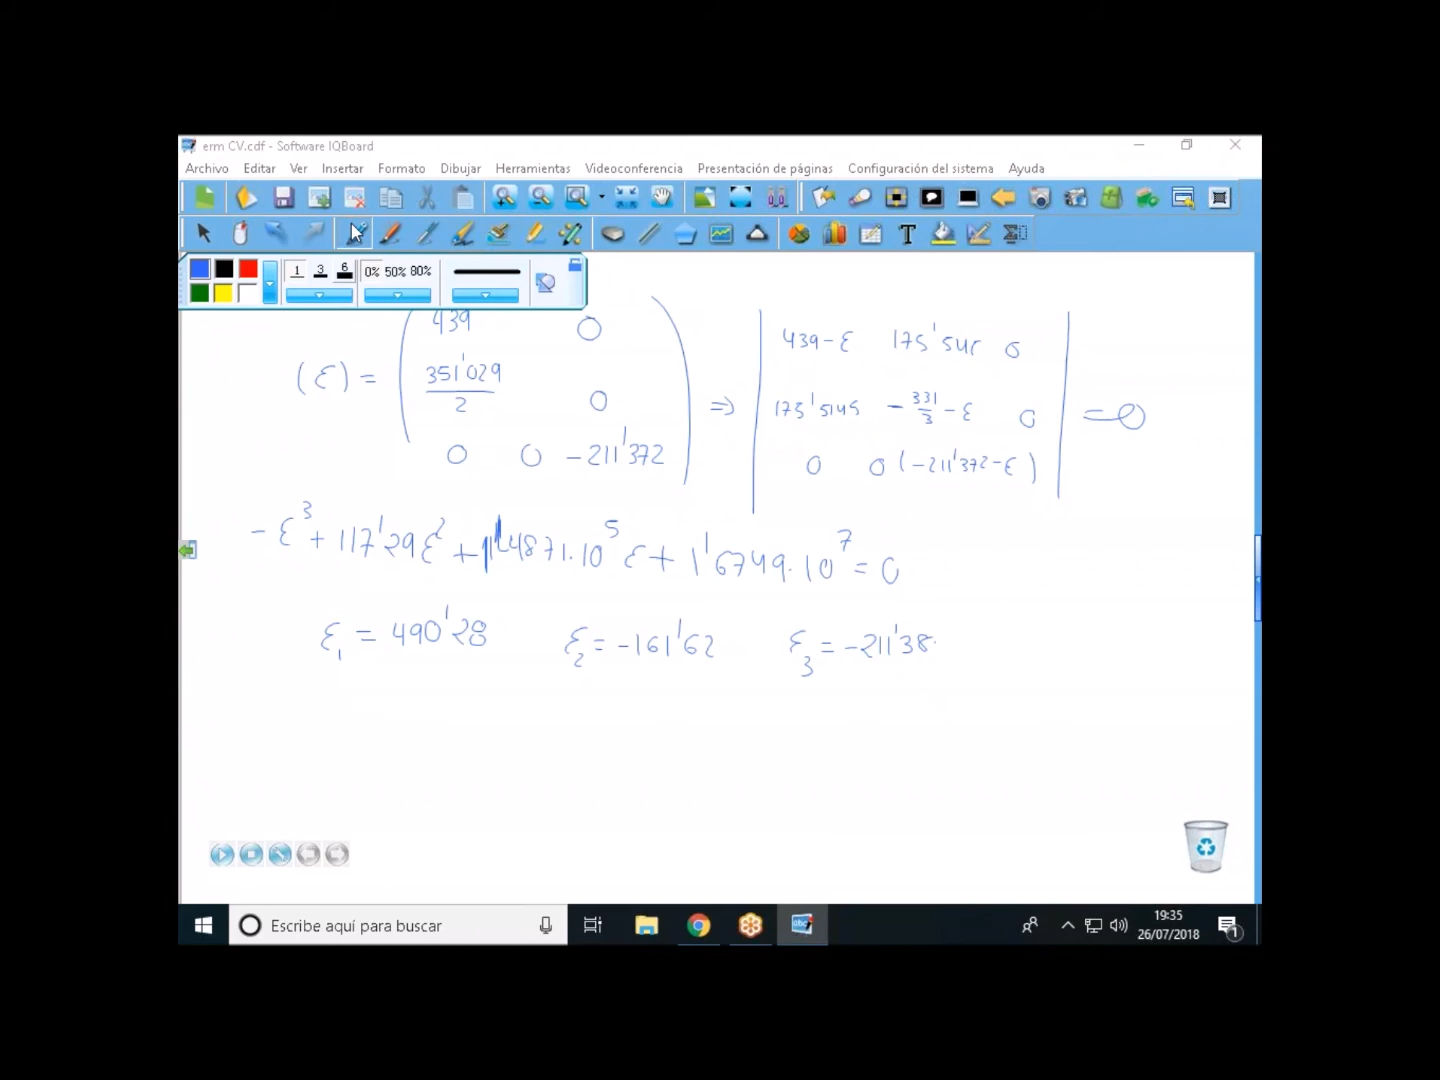 erm CV.cdf - Software IQBoard
Archivo Editar Ver Insertar Formato Dibujar Herramientas Videoconferencia Presentación de páginas Configuración del sistema Ayuda
1 3 6 0% 50% 80%
439 0
(ε) = 351'029/2 0
0 0 -211'372
⇒
439-ε 175'545 0
175'5145 -331/3-ε 0 = 0
0 0 (-211'372-ε)
-ε³ + 117'29ε² + 1'4871·10⁵ ε + 1'6749·10⁷ = 0
ε₁ = 490'28 ε₂ = -161'62 ε₃ = -211'38
Escribe aquí para buscar
19:35
26/07/2018
1